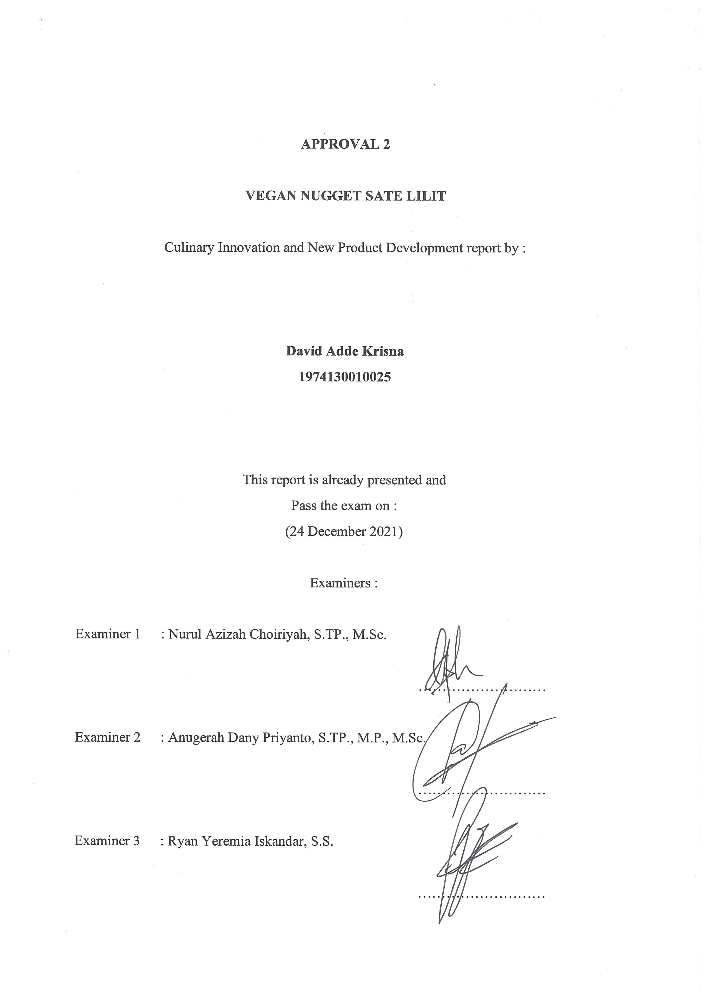 APPROVAL 2
VEGAN NUGGET SATE LILIT
Culinary Innovation and New Product Development report by :
David Adde Krisna
1974130010025
This report is already presented and
Pass the exam on :
(24 December 2021)
Examiners :
Examiner 1 : Nurul Azizah Choiriyah, S.TP., M.Sc.
..............................
Examiner 2 : Anugerah Dany Priyanto, S.TP., M.P., M.Sc.
..............................
Examiner 3 : Ryan Yeremia Iskandar, S.S.
..............................